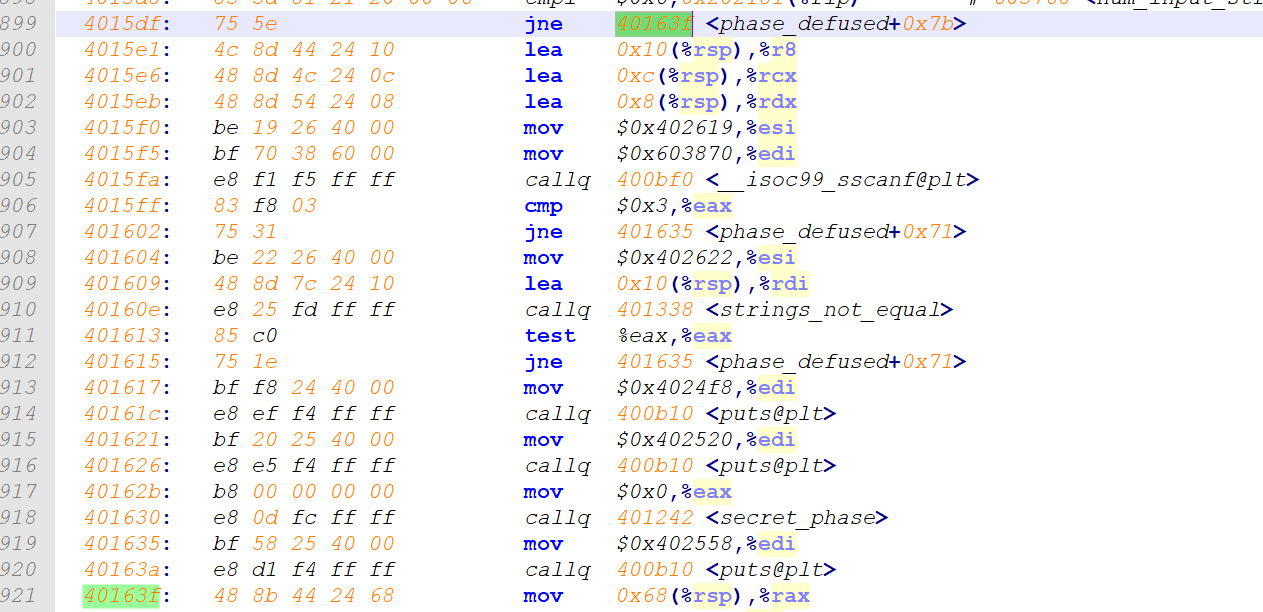 899 4015df: 75 5e jne 40163f <phase_defused+0x7b>
900 4015e1: 4c 8d 44 24 10 lea 0x10(%rsp),%r8
901 4015e6: 48 8d 4c 24 0c lea 0xc(%rsp),%rcx
902 4015eb: 48 8d 54 24 08 lea 0x8(%rsp),%rdx
903 4015f0: be 19 26 40 00 mov $0x402619,%esi
904 4015f5: bf 70 38 60 00 mov $0x603870,%edi
905 4015fa: e8 f1 f5 ff ff callq 400bf0 <__isoc99_sscanf@plt>
906 4015ff: 83 f8 03 cmp $0x3,%eax
907 401602: 75 31 jne 401635 <phase_defused+0x71>
908 401604: be 22 26 40 00 mov $0x402622,%esi
909 401609: 48 8d 7c 24 10 lea 0x10(%rsp),%rdi
910 40160e: e8 25 fd ff ff callq 401338 <strings_not_equal>
911 401613: 85 c0 test %eax,%eax
912 401615: 75 1e jne 401635 <phase_defused+0x71>
913 401617: bf f8 24 40 00 mov $0x4024f8,%edi
914 40161c: e8 ef f4 ff ff callq 400b10 <puts@plt>
915 401621: bf 20 25 40 00 mov $0x402520,%edi
916 401626: e8 e5 f4 ff ff callq 400b10 <puts@plt>
917 40162b: b8 00 00 00 00 mov $0x0,%eax
918 401630: e8 0d fc ff ff callq 401242 <secret_phase>
919 401635: bf 58 25 40 00 mov $0x402558,%edi
920 40163a: e8 d1 f4 ff ff callq 400b10 <puts@plt>
921 40163f: 48 8b 44 24 68 mov 0x68(%rsp),%rax